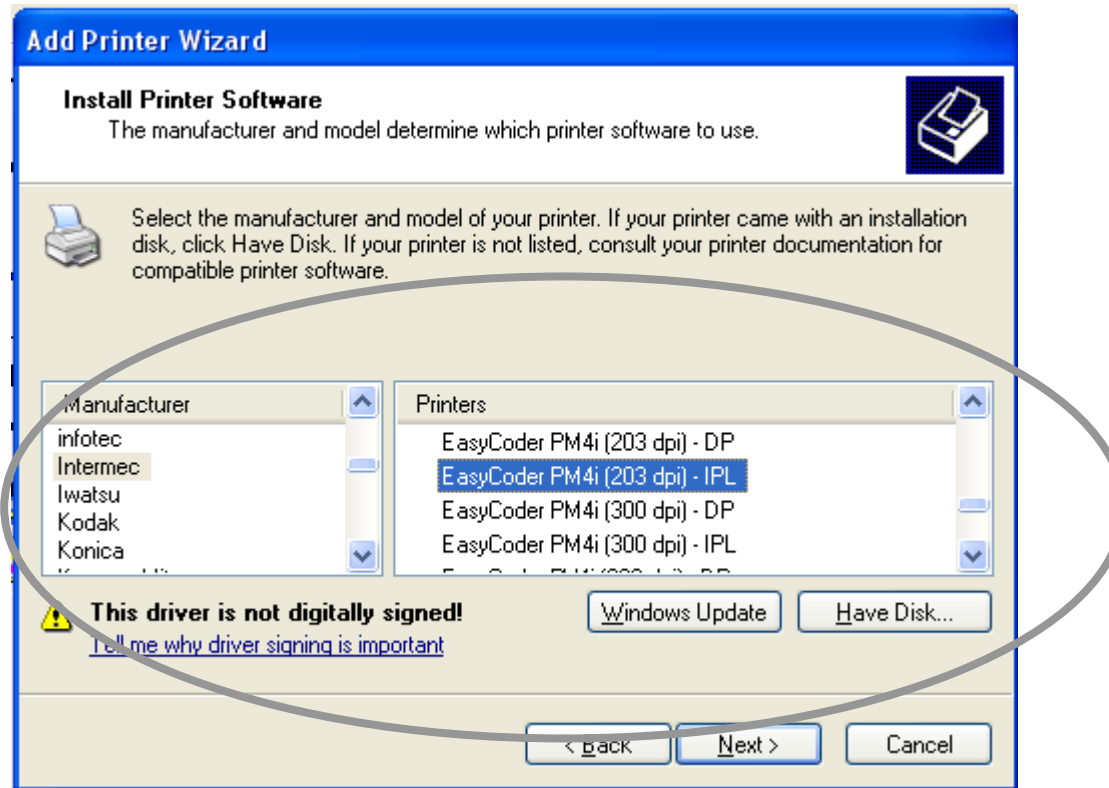 Add Printer Wizard
Install Printer Software
The manufacturer and model determine which printer software to use.
Select the manufacturer and model of your printer. If your printer came with an installation
disk, click Have Disk. If your printer is not listed, consult your printer documentation for
compatible printer software.
Manufacturer
infotec
Intermec
Iwatsu
Kodak
Konica
Printers
EasyCoder PM4i (203 dpi) - DP
EasyCoder PM4i (203 dpi) - IPL
EasyCoder PM4i (300 dpi) - DP
EasyCoder PM4i (300 dpi) - IPL
This driver is not digitally signed!
Tell me why driver signing is important
Windows Update
Have Disk...
< Back
Next >
Cancel